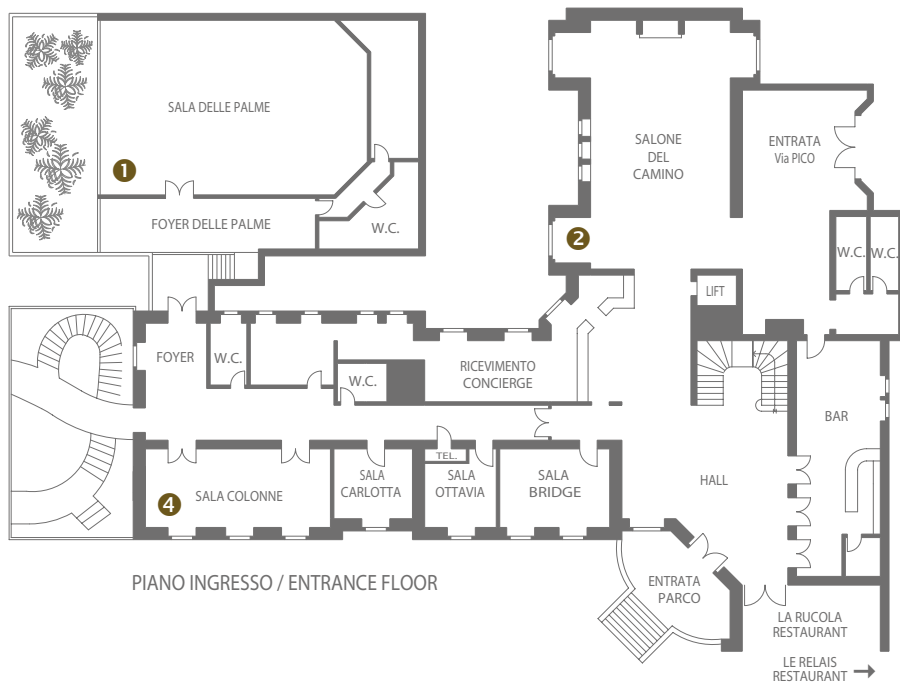 SALA DELLE PALME
1
FOYER DELLE PALME
W.C.
SALONE
DEL
CAMINO
2
ENTRATA
Via PICO
W.C.
W.C.
LIFT
FOYER
W.C.
W.C.
RICEVIMENTO
CONCIERGE
BAR
TEL.
SALA COLONNE
4
SALA
CARLOTTA
SALA
OTTAVIA
SALA
BRIDGE
HALL
ENTRATA
PARCO
PIANO INGRESSO / ENTRANCE FLOOR
LA RUCOLA
RESTAURANT
LE RELAIS
RESTAURANT